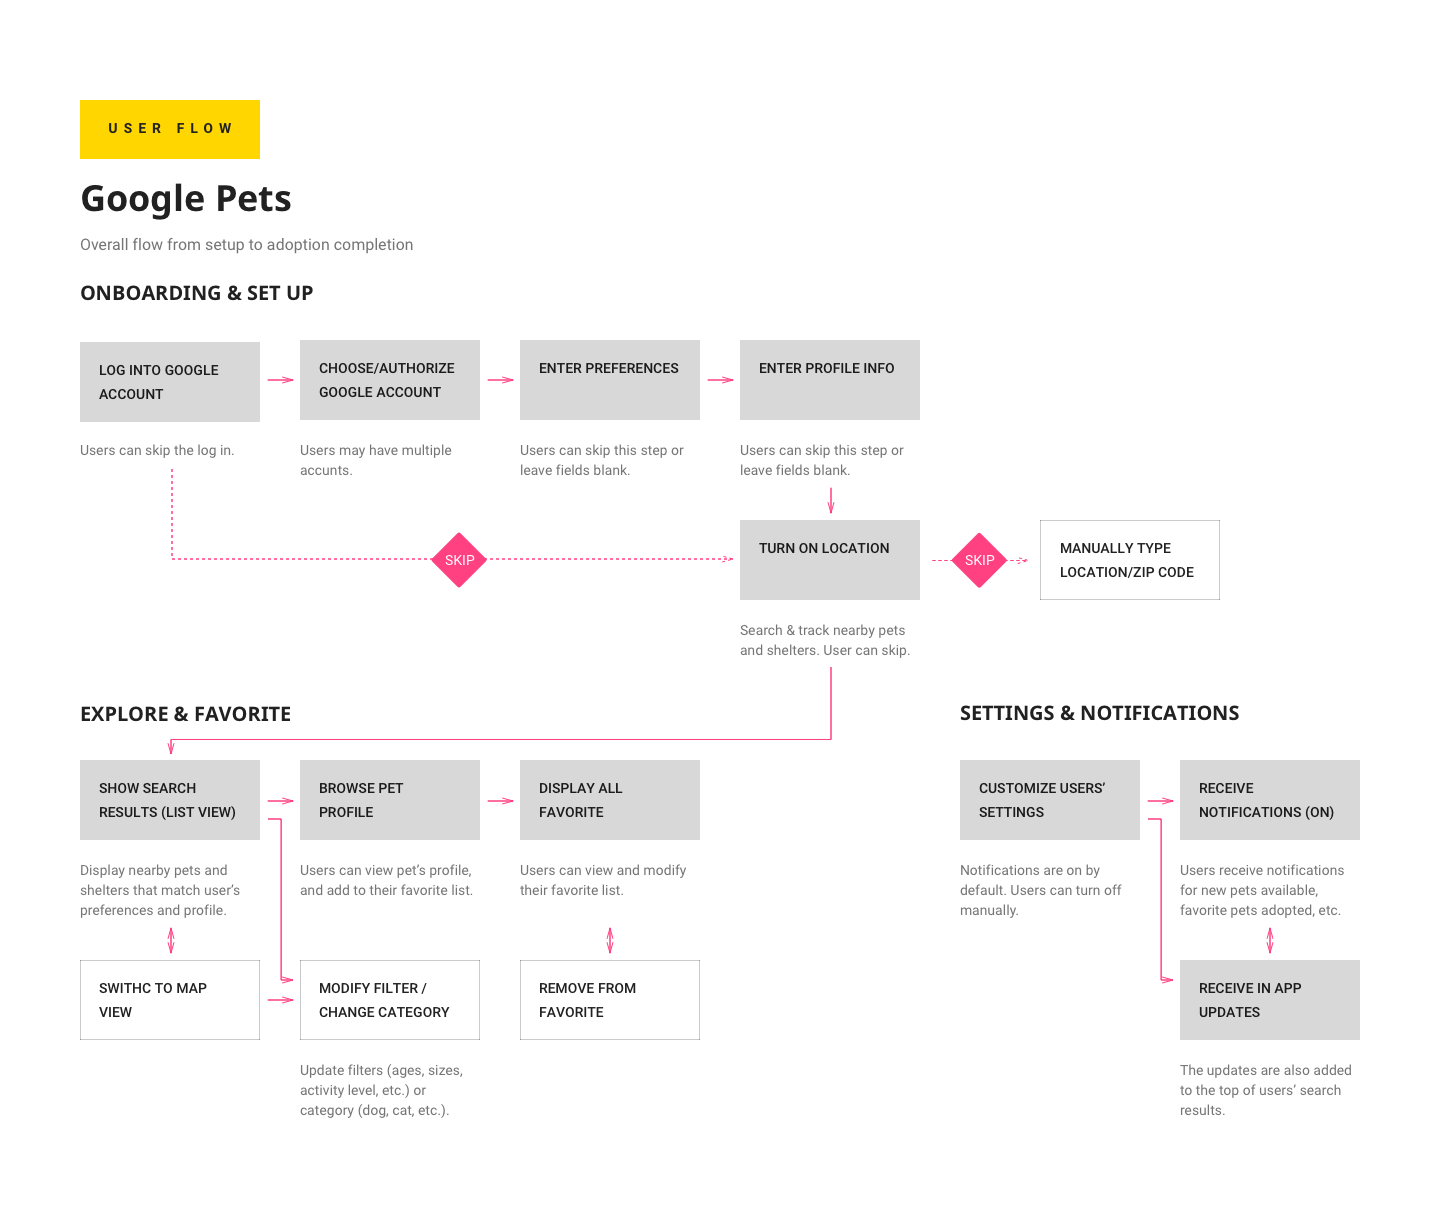 USER FLOW
Google Pets
Overall flow from setup to adoption completion
ONBOARDING & SET UP
LOG INTO GOOGLE
ACCOUNT
Users can skip the log in.
CHOOSE/AUTHORIZE
GOOGLE ACCOUNT
Users may have multiple
accunts.
ENTER PREFERENCES
Users can skip this step or
leave fields blank.
ENTER PROFILE INFO
Users can skip this step or
leave fields blank.
SKIP
TURN ON LOCATION
Search & track nearby pets
and shelters. User can skip.
SKIP
MANUALLY TYPE
LOCATION/ZIP CODE
EXPLORE & FAVORITE
SHOW SEARCH
RESULTS (LIST VIEW)
Display nearby pets and
shelters that match user’s
preferences and profile.
BROWSE PET
PROFILE
Users can view pet’s profile,
and add to their favorite list.
DISPLAY ALL
FAVORITE
Users can view and modify
their favorite list.
SWITHC TO MAP
VIEW
MODIFY FILTER /
CHANGE CATEGORY
Update filters (ages, sizes,
activity level, etc.) or
category (dog, cat, etc.).
REMOVE FROM
FAVORITE
SETTINGS & NOTIFICATIONS
CUSTOMIZE USERS’
SETTINGS
Notifications are on by
default. Users can turn off
manually.
RECEIVE
NOTIFICATIONS (ON)
Users receive notifications
for new pets available,
favorite pets adopted, etc.
RECEIVE IN APP
UPDATES
The updates are also added
to the top of users’ search
results.